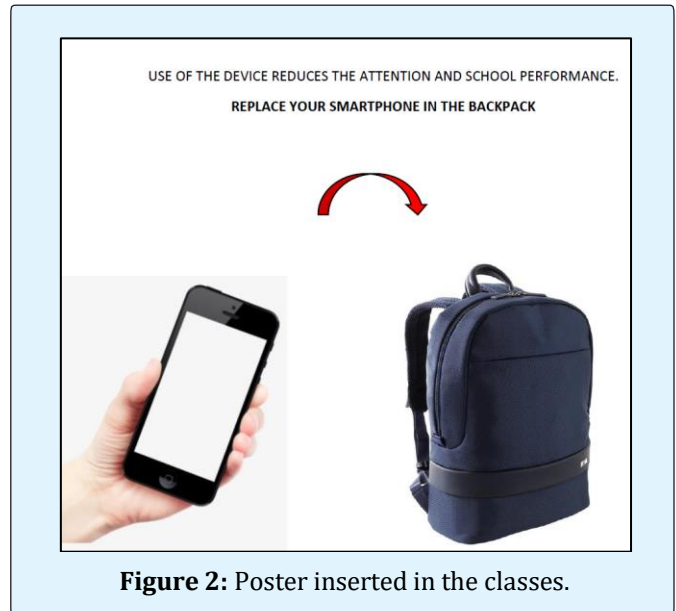 USE OF THE DEVICE REDUCES THE ATTENTION AND SCHOOL PERFORMANCE.
REPLACE YOUR SMARTPHONE IN THE BACKPACK
Figure 2: Poster inserted in the classes.